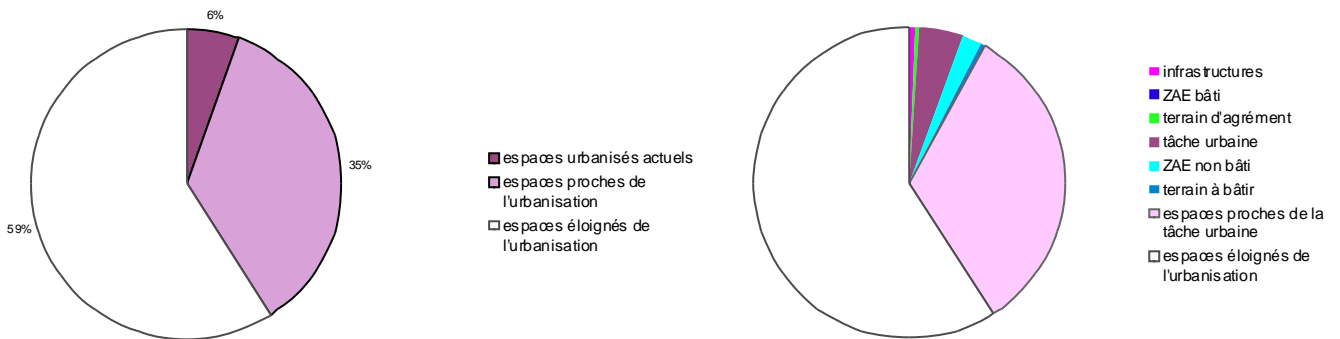 6%
35%
59%
espaces urbanisés actuels
espaces proches de
l'urbanisation
espaces éloignés de
l'urbanisation
infrastructures
ZAE bâti
terrain d'agrément
tâche urbaine
ZAE non bâti
terrain à bâtir
espaces proches de la
tâche urbaine
espaces éloignés de
l'urbanisation